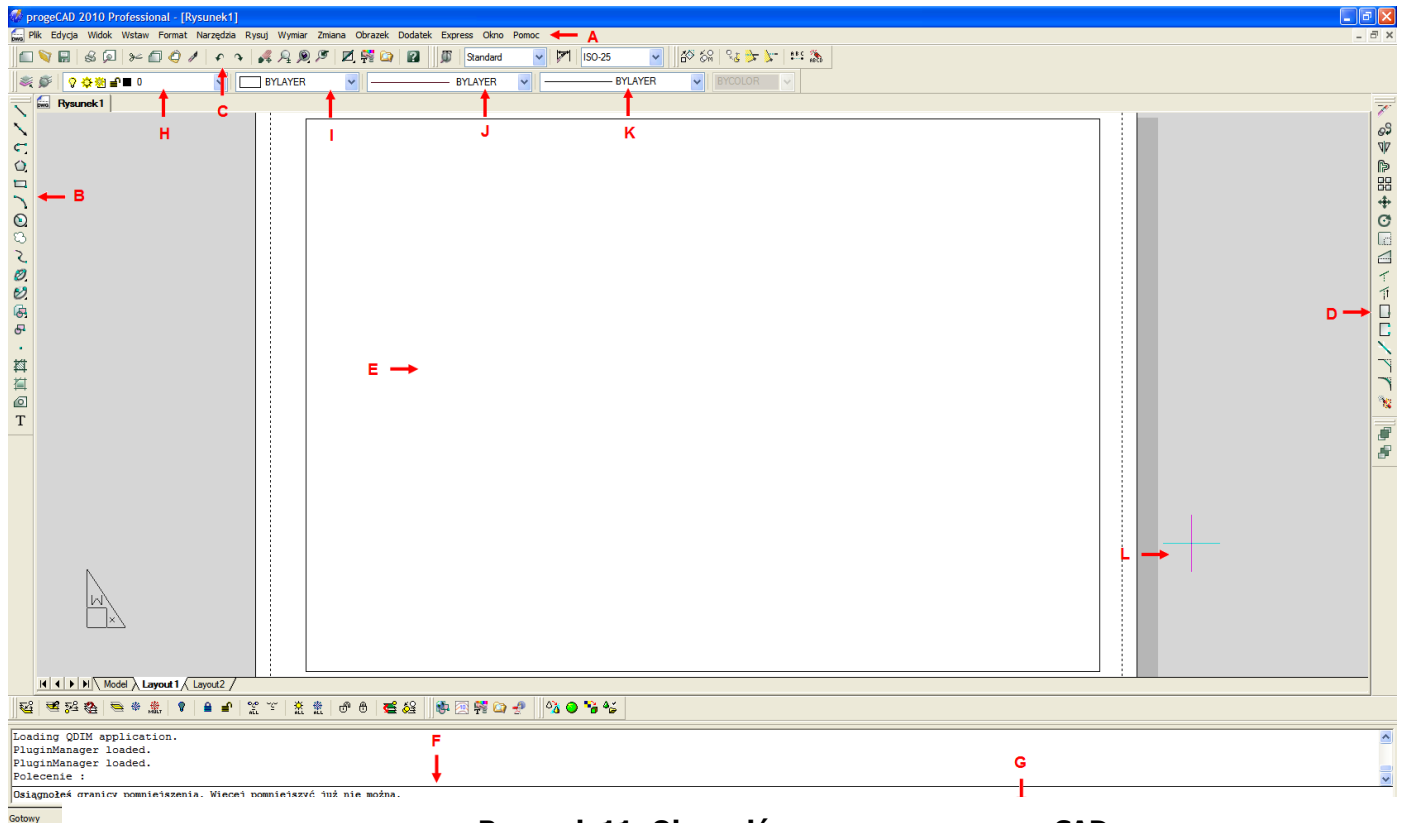 progeCAD 2010 Professional - [Rysunek1]
Plik Edycja Widok Wstaw Format Narzędzia Rysuj Wymiar Zmiana Obrazek Dodatek Express Okno Pomoc
A
Standard
ISO-25
0
BYLAYER
BYLAYER
BYLAYER
BYCOLOR
Rysunek1
H
C
I
J
K
B
D
E
L
W
X
T
Model Layout1 Layout2
Loading QDIM application.
PluginManager loaded.
PluginManager loaded.
Polecenie :
F
G
Osiągnołeś granicy pomniejszenia. Więcej pomniejszyć już nie można.
Gotowy